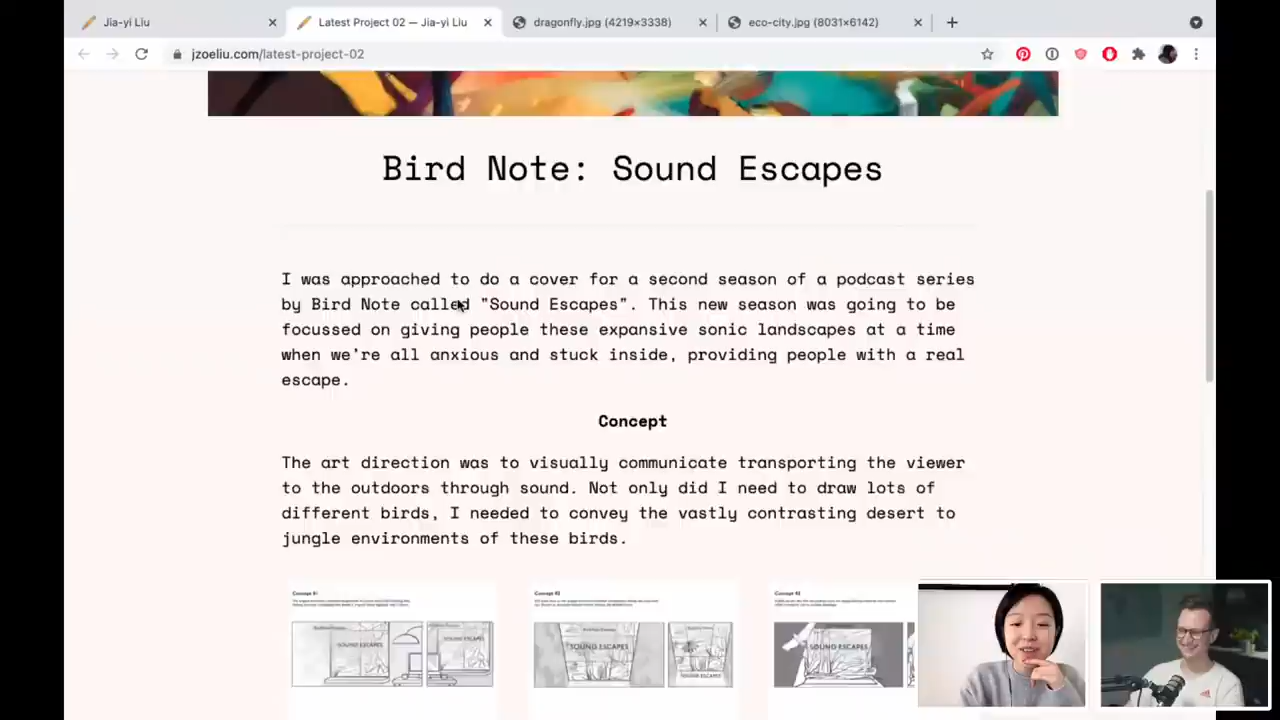 Jia-yi Liu
Latest Project 02 — Jia-yi Liu
dragonfly.jpg (4219×3338)
eco-city.jpg (8031×6142)
jzoeliu.com/latest-project-02
Bird Note: Sound Escapes
I was approached to do a cover for a second season of a podcast series
by Bird Note called "Sound Escapes". This new season was going to be
focussed on giving people these expansive sonic landscapes at a time
when we’re all anxious and stuck inside, providing people with a real
escape.
Concept
The art direction was to visually communicate transporting the viewer
to the outdoors through sound. Not only did I need to draw lots of
different birds, I needed to convey the vastly contrasting desert to
jungle environments of these birds.
Concept #1
Concept #2
Concept #3
SOUND ESCAPES
SOUND ESCAPES
SOUND ESCAPES
SOUND ESCAPES
SOUND ESCAPES